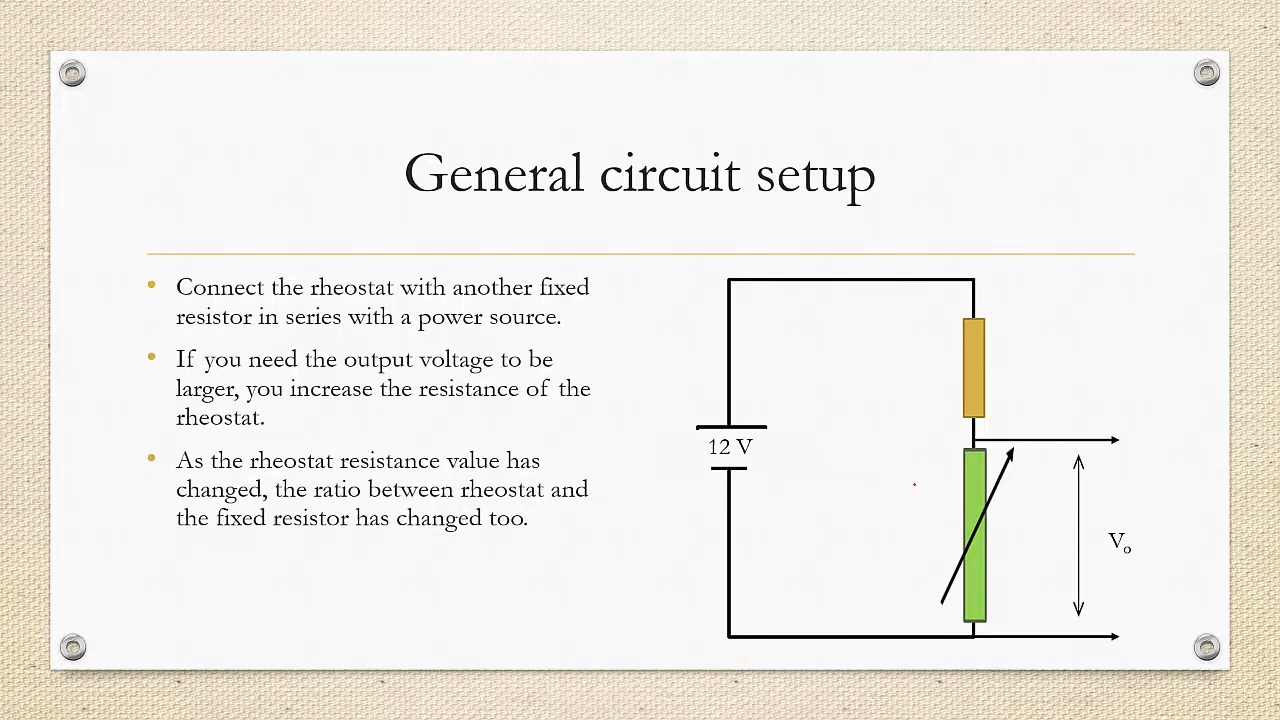 General circuit setup
• Connect the rheostat with another fixed
resistor in series with a power source.
• If you need the output voltage to be
larger, you increase the resistance of the
rheostat.
• As the rheostat resistance value has
changed, the ratio between rheostat and
the fixed resistor has changed too.
12 V
Vₒ